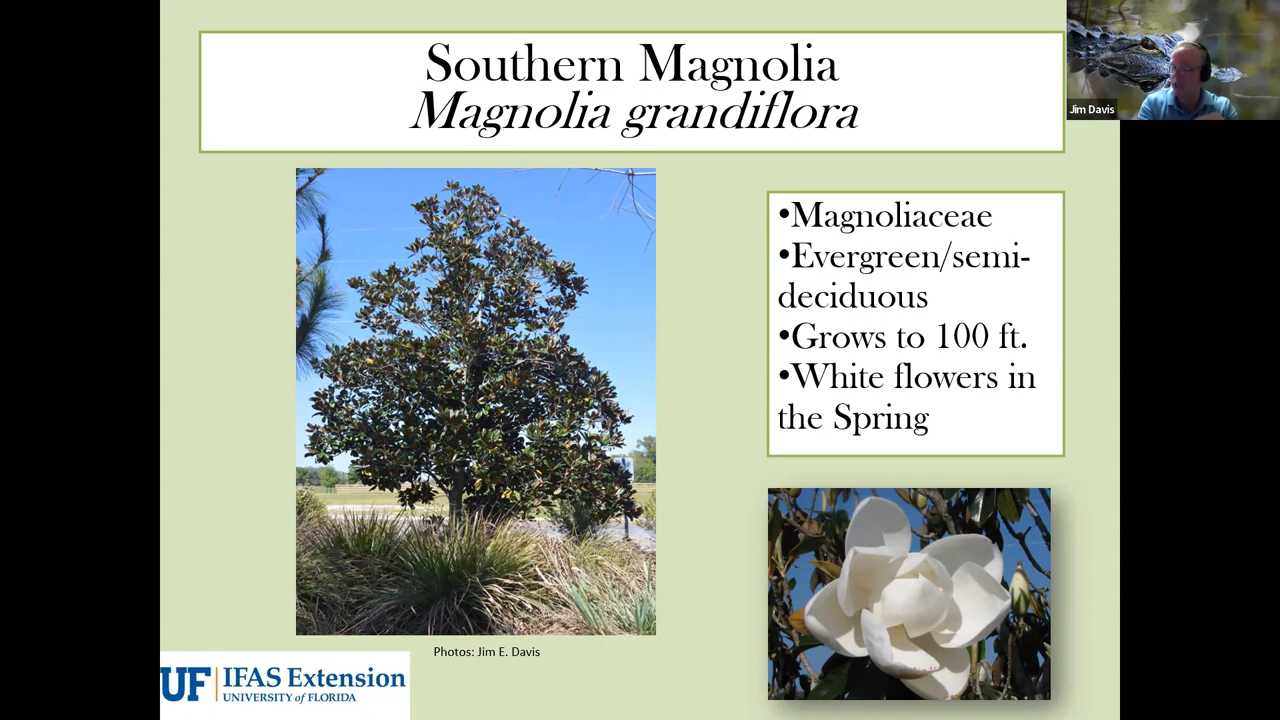 Southern Magnolia
Magnolia grandiflora
Jim Davis
•Magnoliaceae
•Evergreen/semi-
deciduous
•Grows to 100 ft.
•White flowers in
the Spring
Photos: Jim E. Davis
UF IFAS Extension
UNIVERSITY of FLORIDA